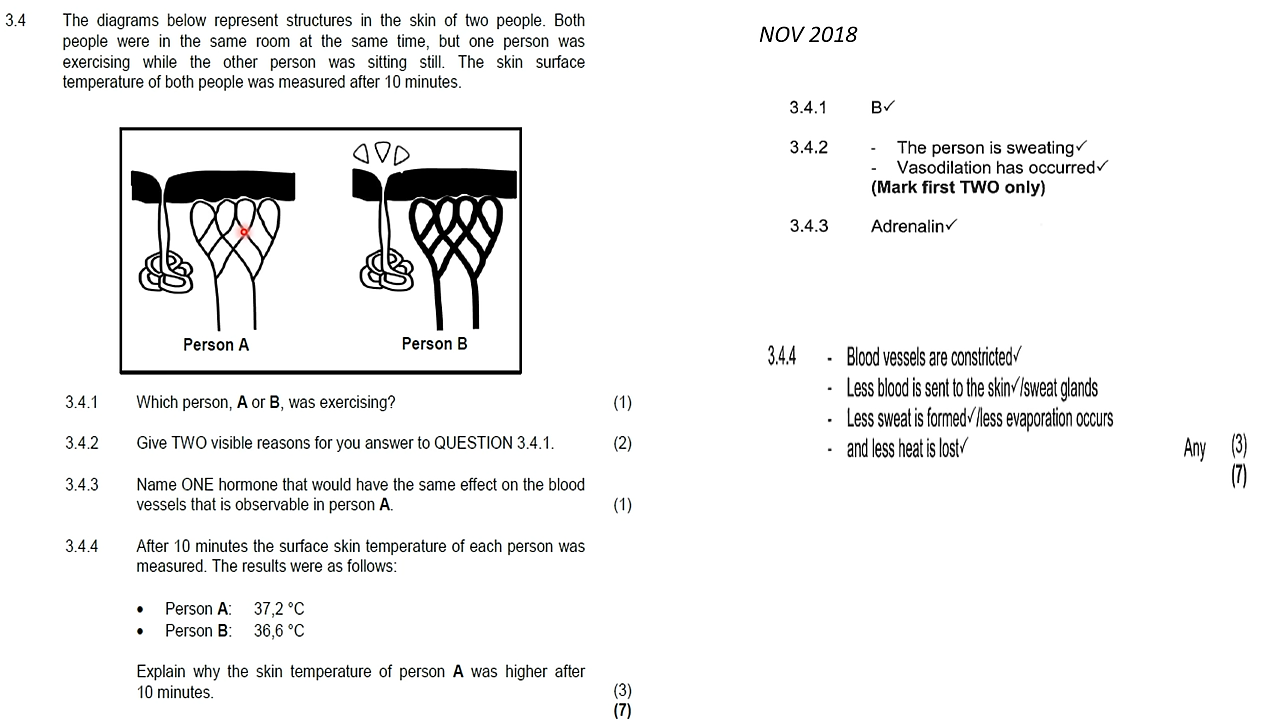 3.4 The diagrams below represent structures in the skin of two people. Both
people were in the same room at the same time, but one person was
exercising while the other person was sitting still. The skin surface
temperature of both people was measured after 10 minutes.
Person A
Person B
3.4.1 Which person, A or B, was exercising? (1)
3.4.2 Give TWO visible reasons for you answer to QUESTION 3.4.1. (2)
3.4.3 Name ONE hormone that would have the same effect on the blood
vessels that is observable in person A. (1)
3.4.4 After 10 minutes the surface skin temperature of each person was
measured. The results were as follows:
• Person A: 37,2 °C
• Person B: 36,6 °C
Explain why the skin temperature of person A was higher after
10 minutes. (3)
(7)
NOV 2018
3.4.1 B✓
3.4.2 - The person is sweating✓
- Vasodilation has occurred✓
(Mark first TWO only)
3.4.3 Adrenalin✓
3.4.4 - Blood vessels are constricted✓
- Less blood is sent to the skin✓/sweat glands
- Less sweat is formed✓/less evaporation occurs
- and less heat is lost✓ Any (3)
(7)